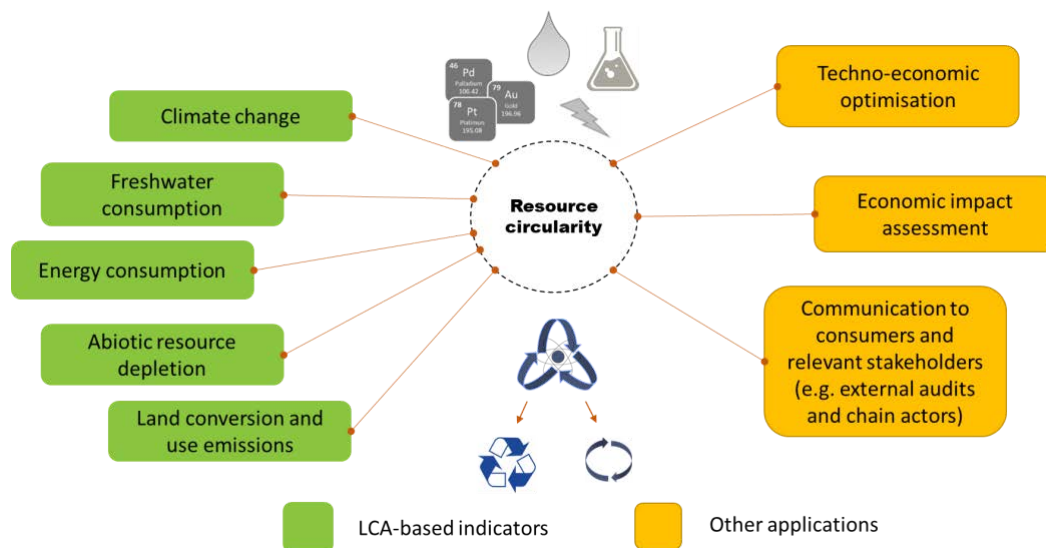 46
Pd
Palladium
106.42
79
Au
Gold
196.96
78
Pt
Platinum
195.08
Climate change
Freshwater
consumption
Energy consumption
Abiotic resource
depletion
Land conversion and
use emissions
Resource
circularity
Techno-economic
optimisation
Economic impact
assessment
Communication to
consumers and
relevant stakeholders
(e.g. external audits
and chain actors)
LCA-based indicators
Other applications